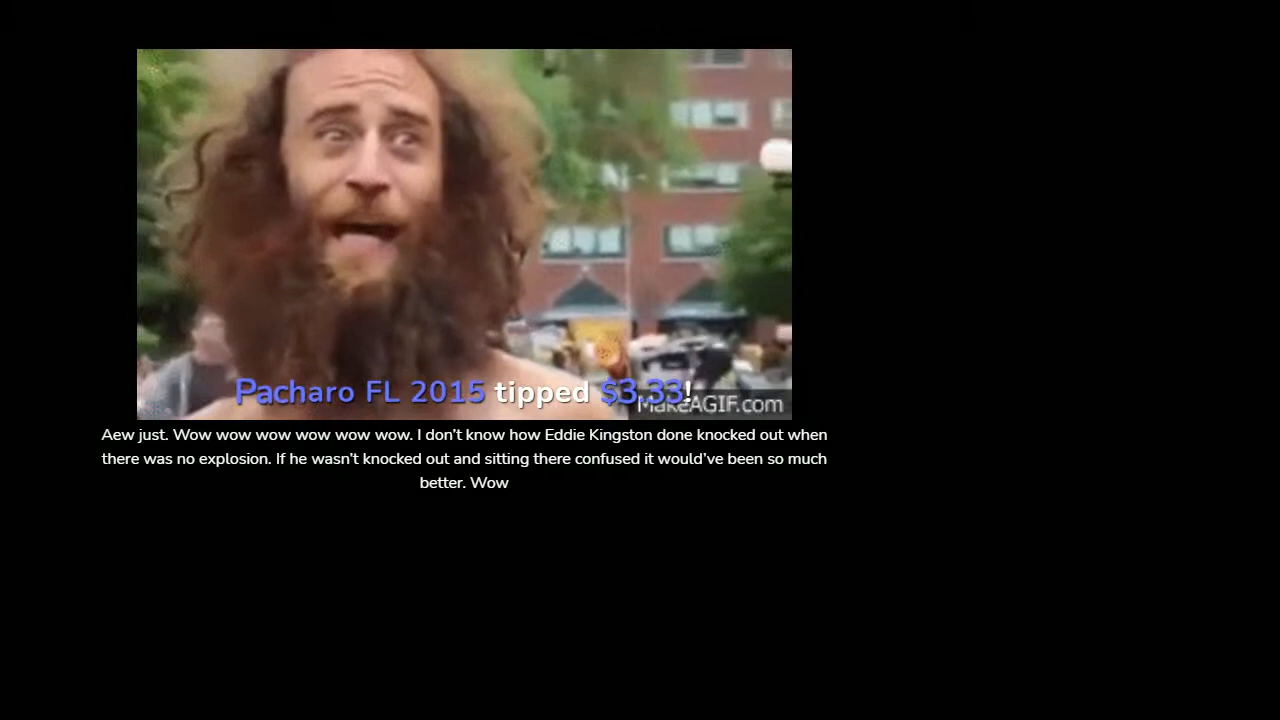 Pacharo FL 2015 tipped $3.33!
MakeAGIF.com
Aew just. Wow wow wow wow wow wow. I don't know how Eddie Kingston done knocked out when
there was no explosion. If he wasn't knocked out and sitting there confused it would've been so much
better. Wow